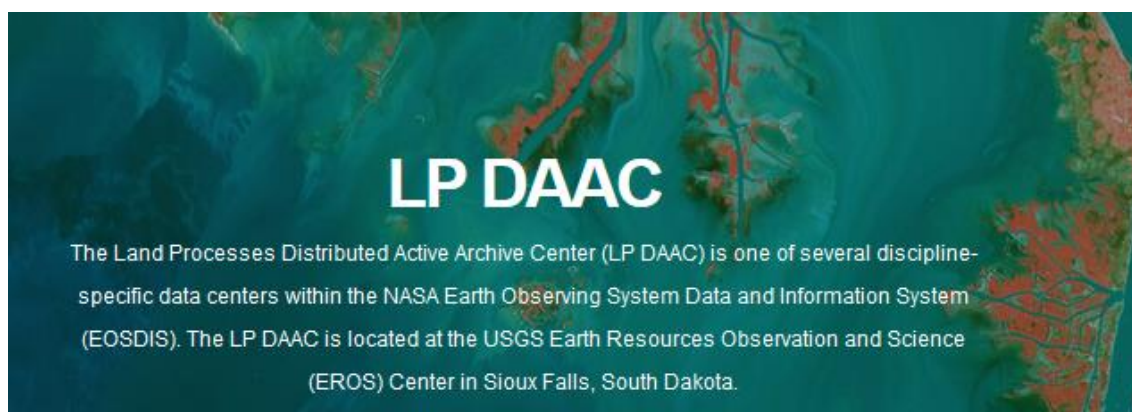 LP DAAC
The Land Processes Distributed Active Archive Center (LP DAAC) is one of several discipline-
specific data centers within the NASA Earth Observing System Data and Information System
(EOSDIS). The LP DAAC is located at the USGS Earth Resources Observation and Science
(EROS) Center in Sioux Falls, South Dakota.